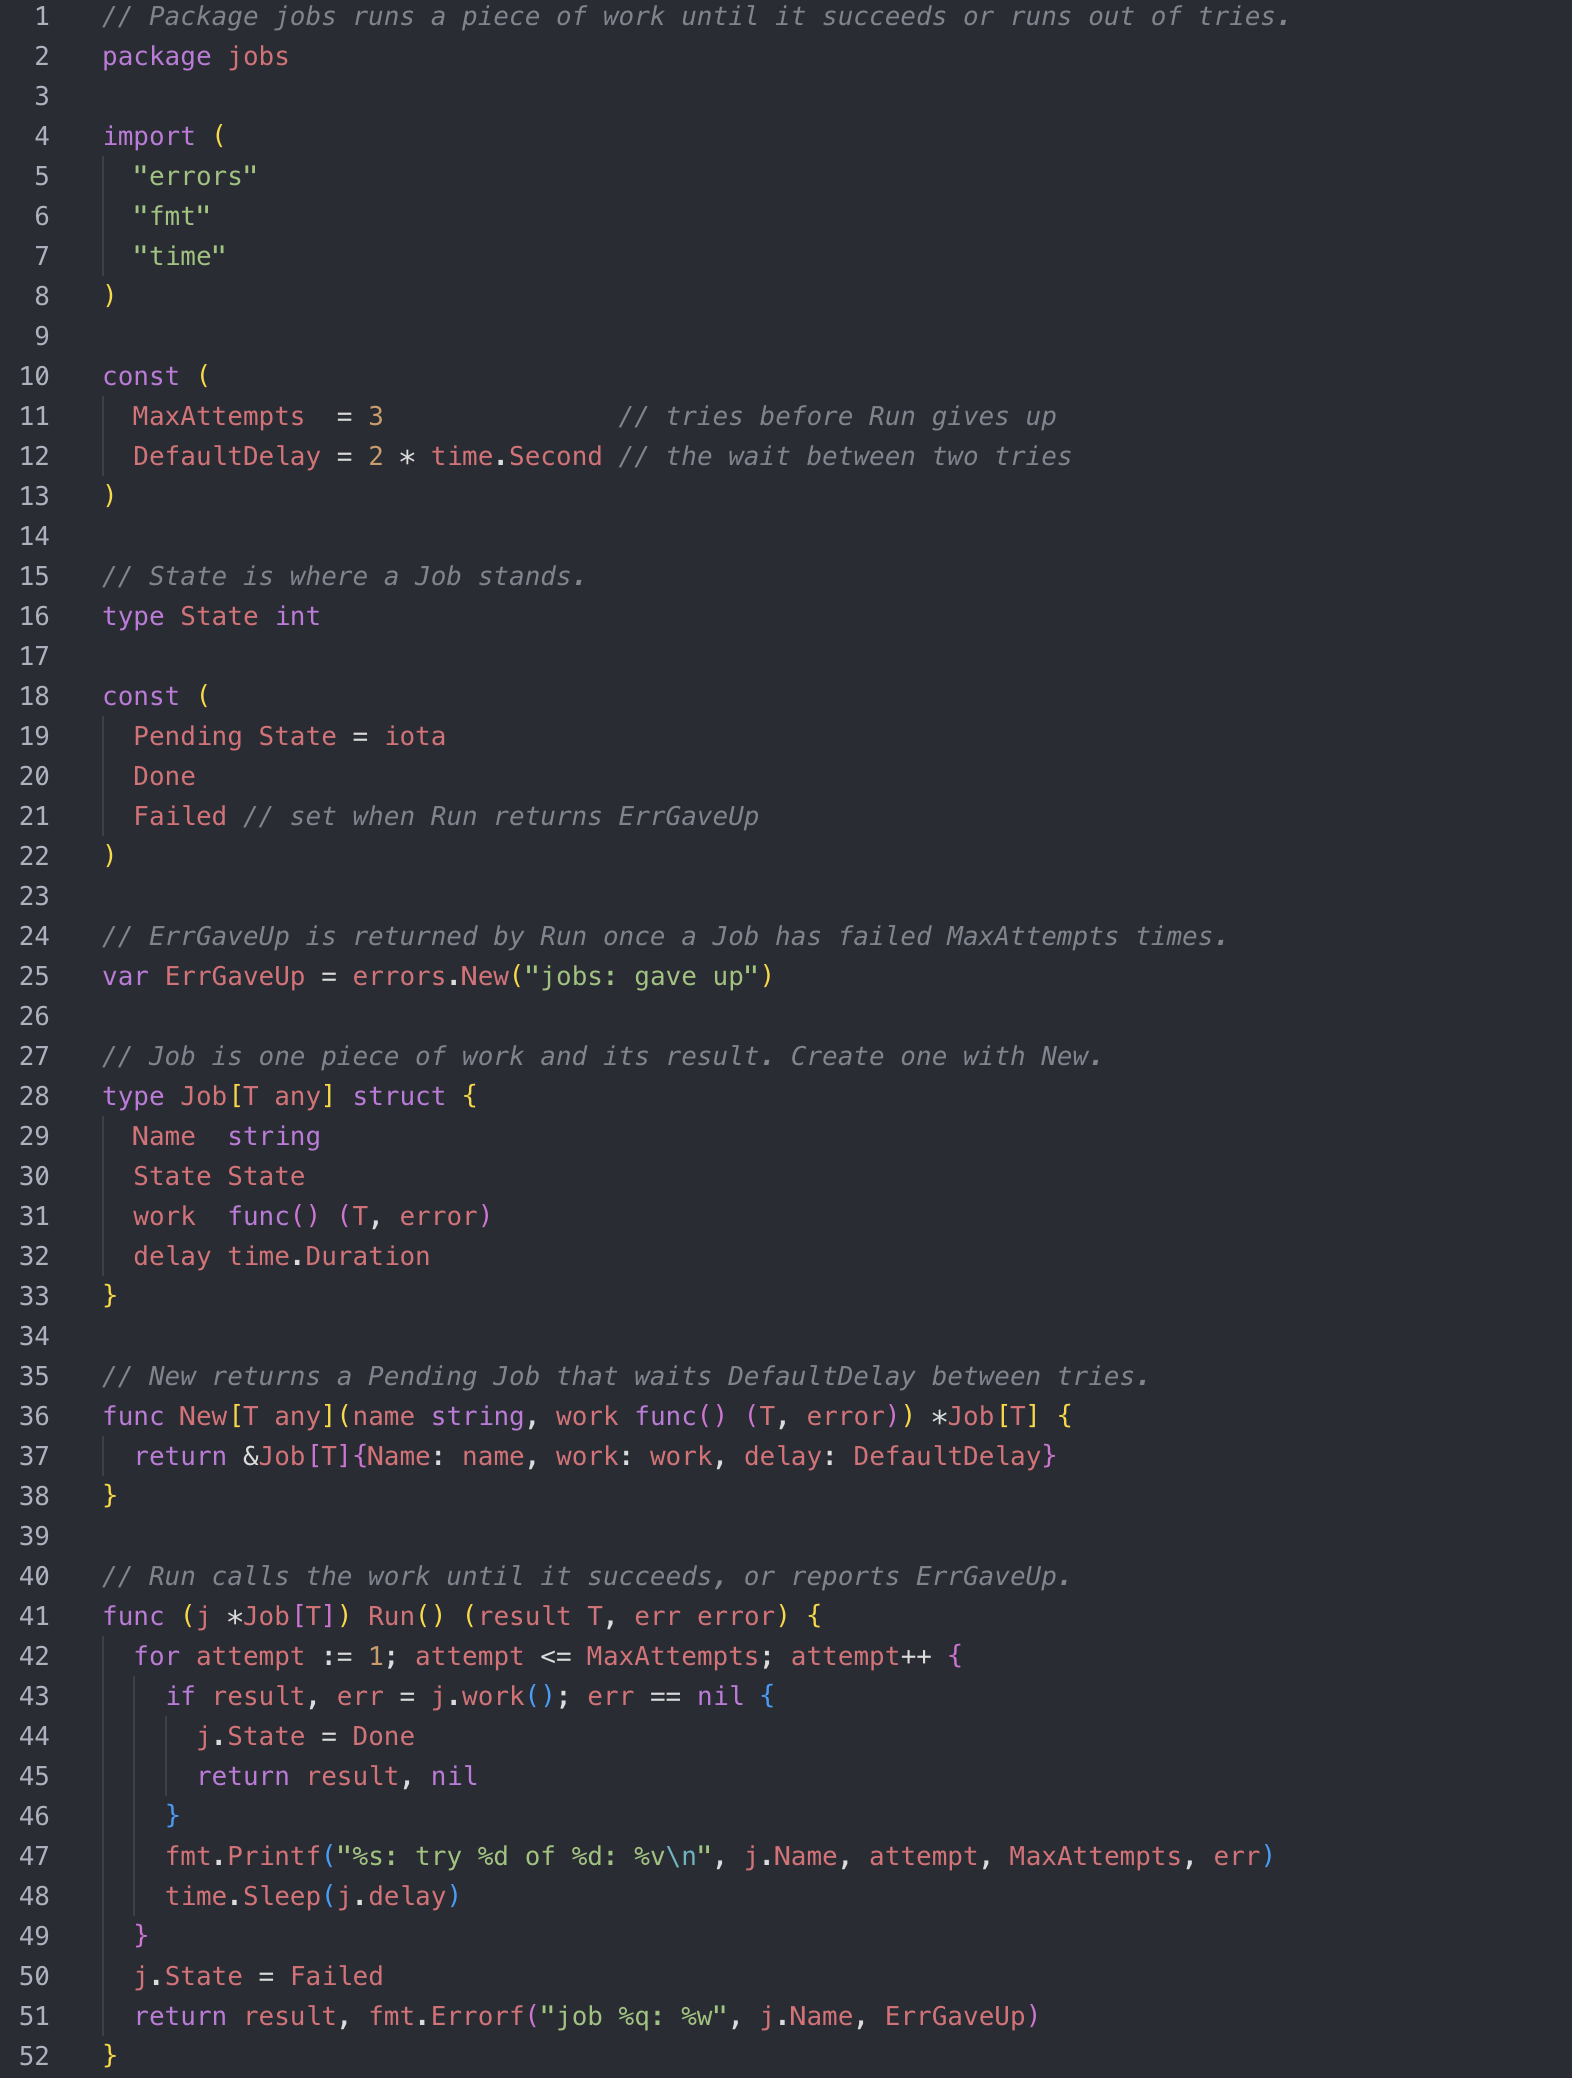 1 // Package jobs runs a piece of work until it succeeds or runs out of tries.
2 package jobs
3
4 import (
5   "errors"
6   "fmt"
7   "time"
8 )
9
10 const (
11   MaxAttempts  = 3               // tries before Run gives up
12   DefaultDelay = 2 * time.Second // the wait between two tries
13 )
14
15 // State is where a Job stands.
16 type State int
17
18 const (
19   Pending State = iota
20   Done
21   Failed // set when Run returns ErrGaveUp
22 )
23
24 // ErrGaveUp is returned by Run once a Job has failed MaxAttempts times.
25 var ErrGaveUp = errors.New("jobs: gave up")
26
27 // Job is one piece of work and its result. Create one with New.
28 type Job[T any] struct {
29   Name  string
30   State State
31   work  func() (T, error)
32   delay time.Duration
33 }
34
35 // New returns a Pending Job that waits DefaultDelay between tries.
36 func New[T any](name string, work func() (T, error)) *Job[T] {
37   return &Job[T]{Name: name, work: work, delay: DefaultDelay}
38 }
39
40 // Run calls the work until it succeeds, or reports ErrGaveUp.
41 func (j *Job[T]) Run() (result T, err error) {
42   for attempt := 1; attempt <= MaxAttempts; attempt++ {
43     if result, err = j.work(); err == nil {
44       j.State = Done
45       return result, nil
46     }
47     fmt.Printf("%s: try %d of %d: %v\n", j.Name, attempt, MaxAttempts, err)
48     time.Sleep(j.delay)
49   }
50   j.State = Failed
51   return result, fmt.Errorf("job %q: %w", j.Name, ErrGaveUp)
52 }